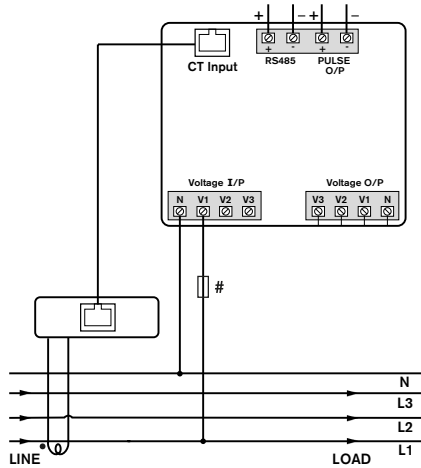 + − + −
CT Input
+ - + -
RS485 PULSE O/P
Voltage I/P
N V1 V2 V3
Voltage O/P
V3 V2 V1 N
#
N
L3
L2
L1
LINE
LOAD